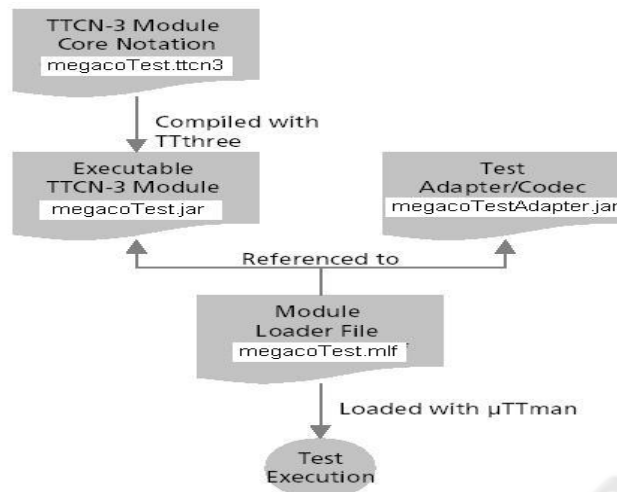 TTCN-3 Module
Core Notation
megacoTest.ttcn3
Compiled with
TTthree
Executable
TTCN-3 Module
megacoTest.jar
Test
Adapter/Codec
megacoTestAdapter.jar
Referenced to
Module
Loader File
megacoTest.mlf
Loaded with µTTman
Test
Execution